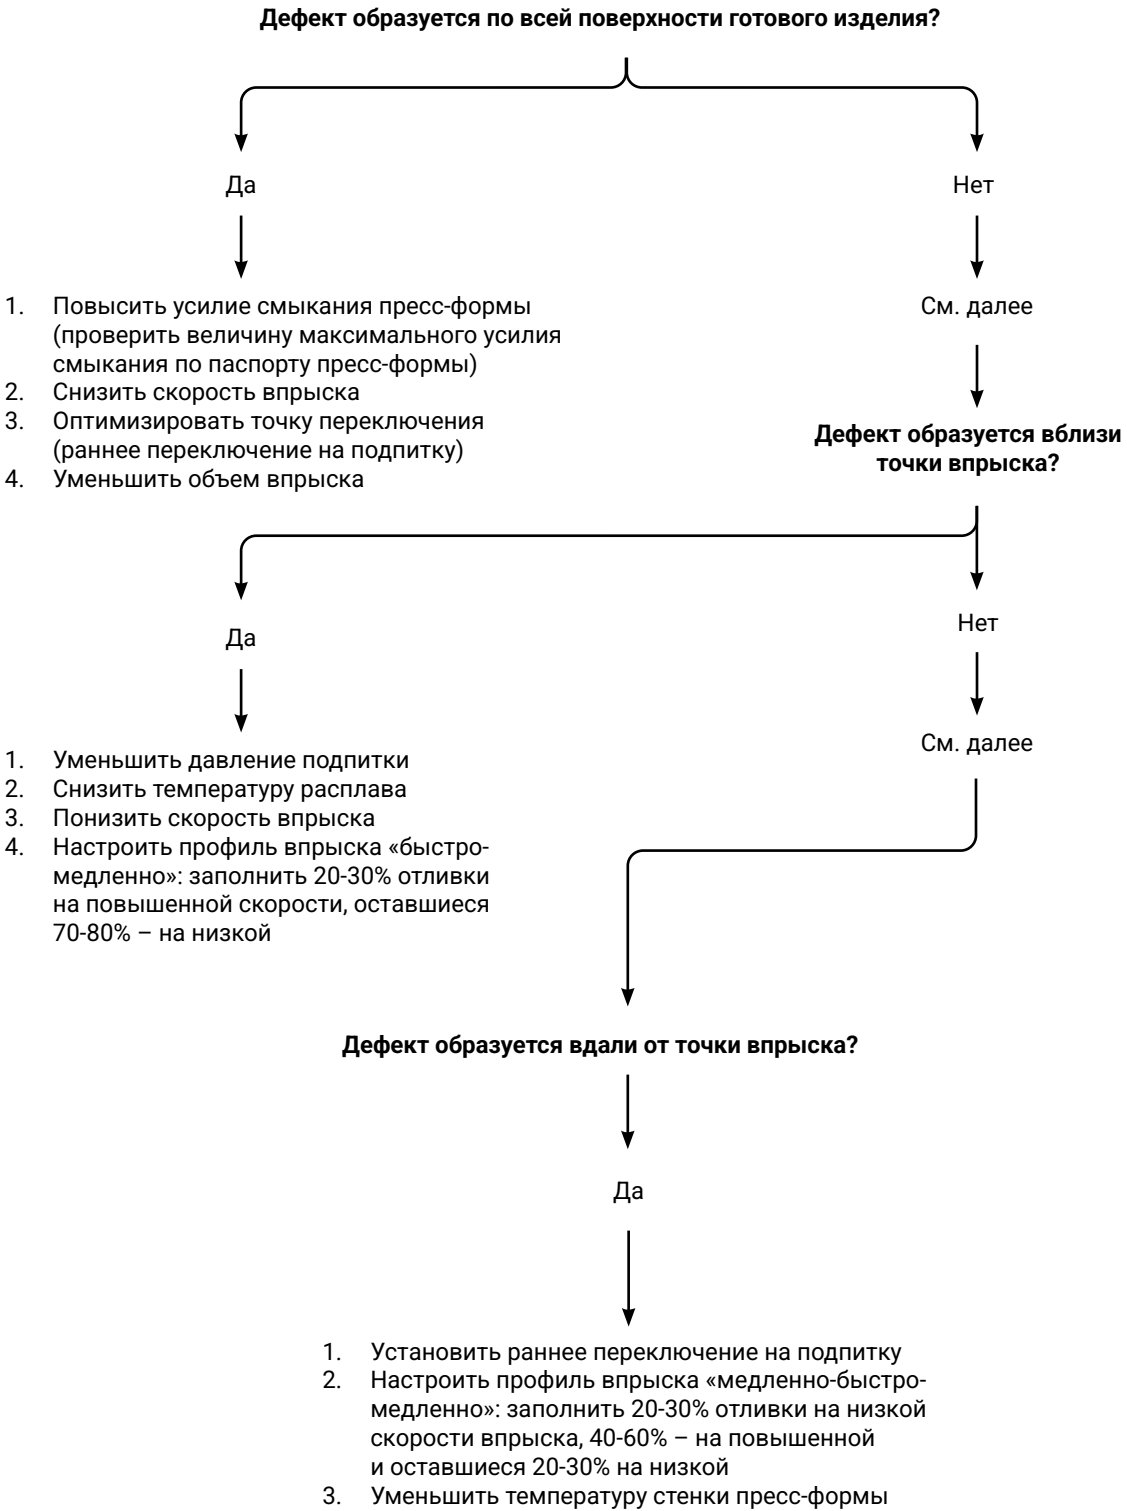 Дефект образуется по всей поверхности готового изделия?
Да
Нет
1. Повысить усилие смыкания пресс-формы
(проверить величину максимального усилия
смыкания по паспорту пресс-формы)
2. Снизить скорость впрыска
3. Оптимизировать точку переключения
(раннее переключение на подпитку)
4. Уменьшить объем впрыска
См. далее
Дефект образуется вблизи
точки впрыска?
Да
Нет
1. Уменьшить давление подпитки
2. Снизить температуру расплава
3. Понизить скорость впрыска
4. Настроить профиль впрыска «быстро-
медленно»: заполнить 20-30% отливки
на повышенной скорости, оставшиеся
70-80% – на низкой
См. далее
Дефект образуется вдали от точки впрыска?
Да
1. Установить раннее переключение на подпитку
2. Настроить профиль впрыска «медленно-быстро-
медленно»: заполнить 20-30% отливки на низкой
скорости впрыска, 40-60% – на повышенной
и оставшиеся 20-30% на низкой
3. Уменьшить температуру стенки пресс-формы